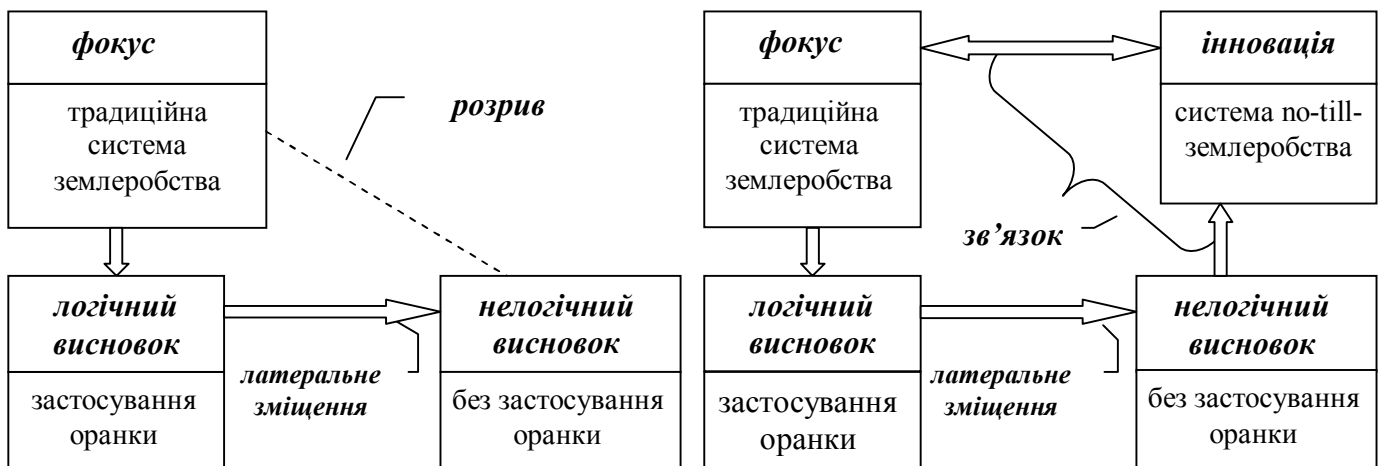 фокус
традиційна
система
землеробства
розрив
логічний
висновок
застосування
оранки
латеральне
зміщення
нелогічний
висновок
без застосування
оранки
фокус
традиційна
система
землеробства
інновація
система no-till-
землеробства
зв’язок
логічний
висновок
застосування
оранки
латеральне
зміщення
нелогічний
висновок
без застосування
оранки